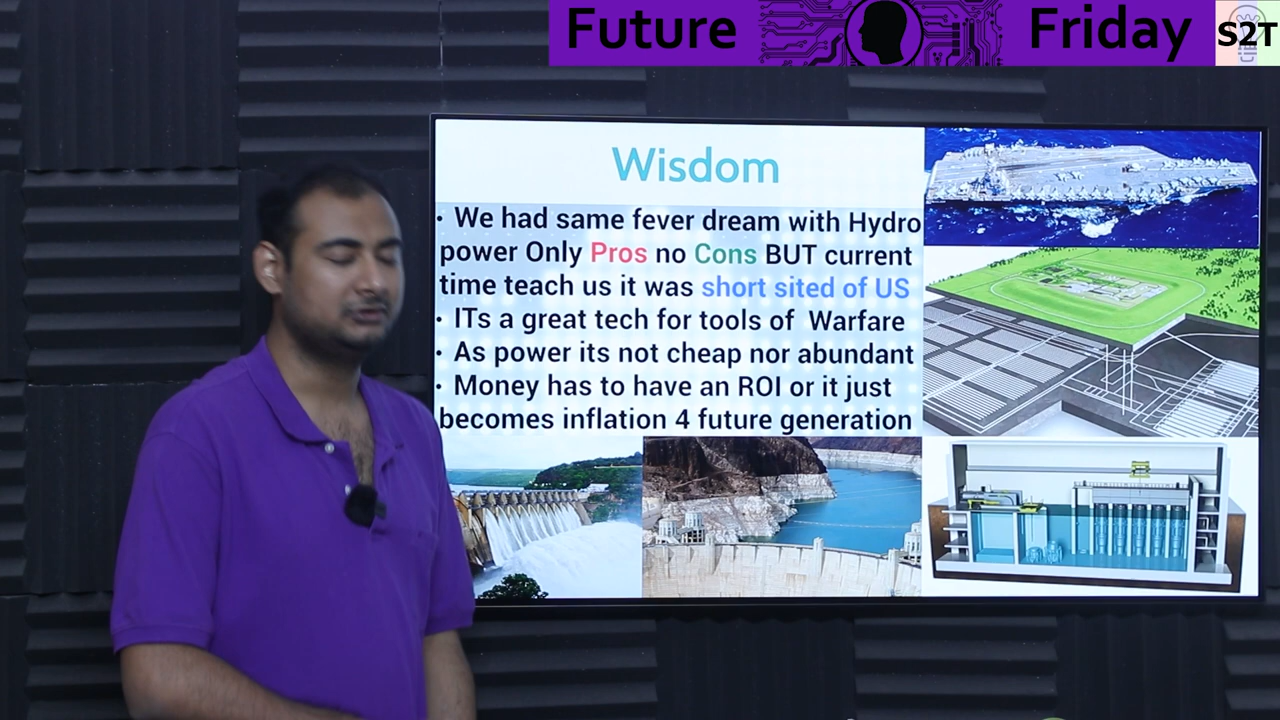 Future Friday
S2T
Wisdom
• We had same fever dream with Hydro
power Only Pros no Cons BUT current
time teach us it was short sited of US
• ITs a great tech for tools of Warfare
• As power its not cheap nor abundant
• Money has to have an ROI or it just
becomes inflation 4 future generation